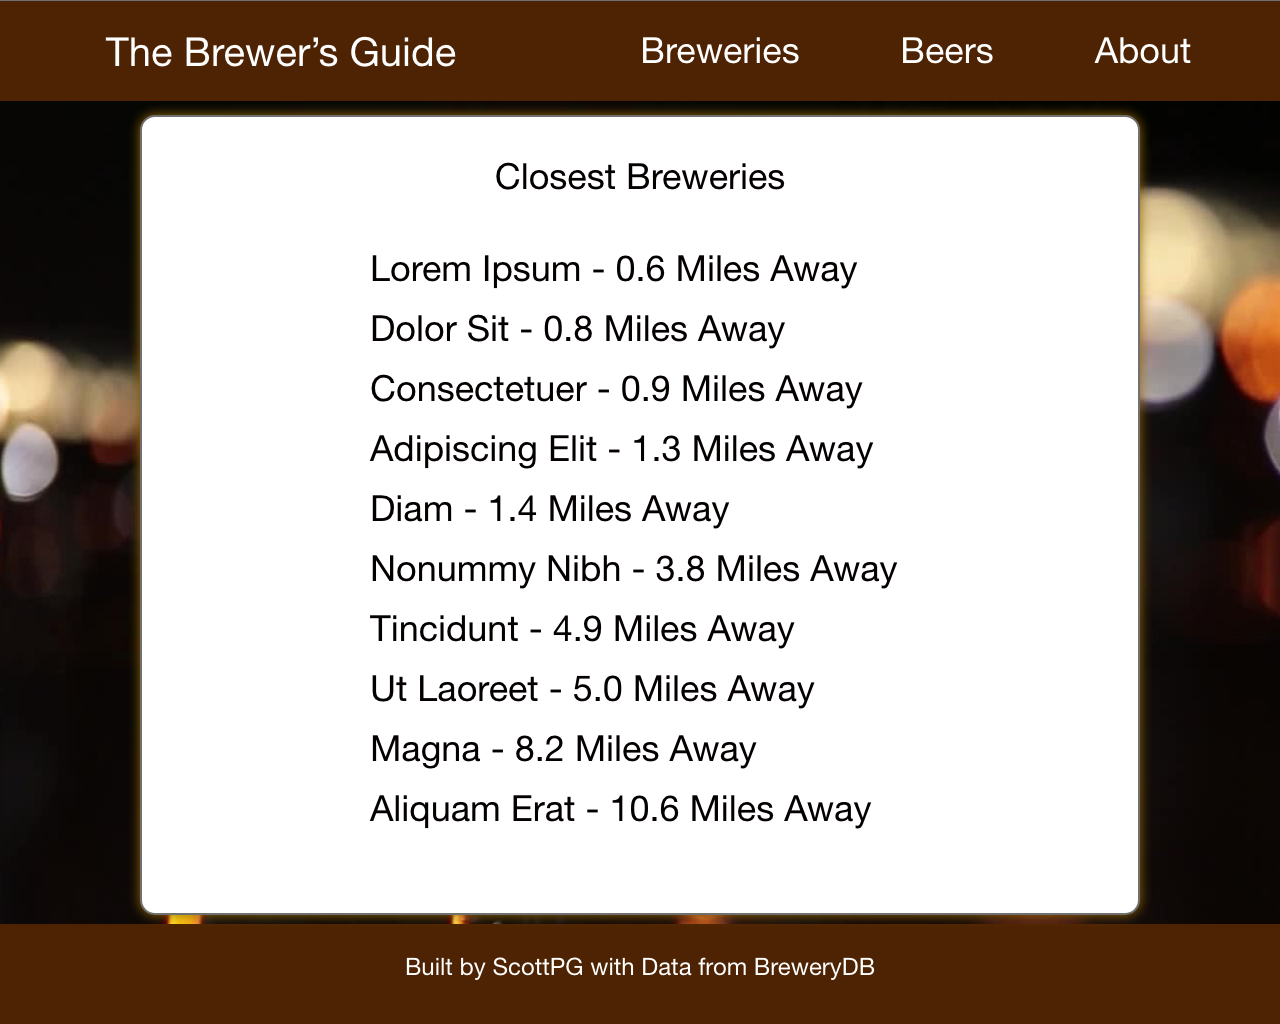 The Brewer’s Guide Breweries Beers About
Closest Breweries
Lorem Ipsum - 0.6 Miles Away
Dolor Sit - 0.8 Miles Away
Consectetuer - 0.9 Miles Away
Adipiscing Elit - 1.3 Miles Away
Diam - 1.4 Miles Away
Nonummy Nibh - 3.8 Miles Away
Tincidunt - 4.9 Miles Away
Ut Laoreet - 5.0 Miles Away
Magna - 8.2 Miles Away
Aliquam Erat - 10.6 Miles Away
Built by ScottPG with Data from BreweryDB